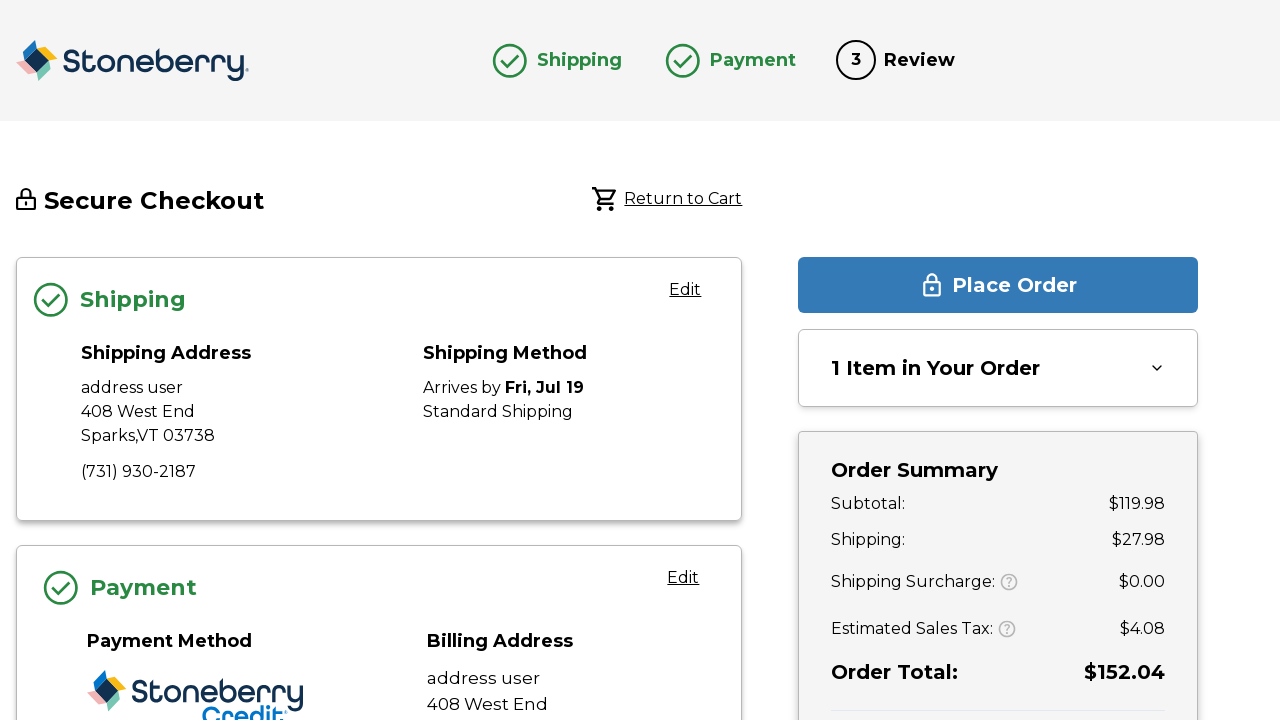 Stoneberry
Shipping
Payment
3 Review
Secure Checkout
Return to Cart
Shipping
Edit
Shipping Address
address user
408 West End
Sparks,VT 03738
(731) 930-2187
Shipping Method
Arrives by Fri, Jul 19
Standard Shipping
Payment
Edit
Payment Method
Stoneberry
Credit
Billing Address
address user
408 West End
Place Order
1 Item in Your Order
Order Summary
Subtotal: $119.98
Shipping: $27.98
Shipping Surcharge: ? $0.00
Estimated Sales Tax: ? $4.08
Order Total: $152.04